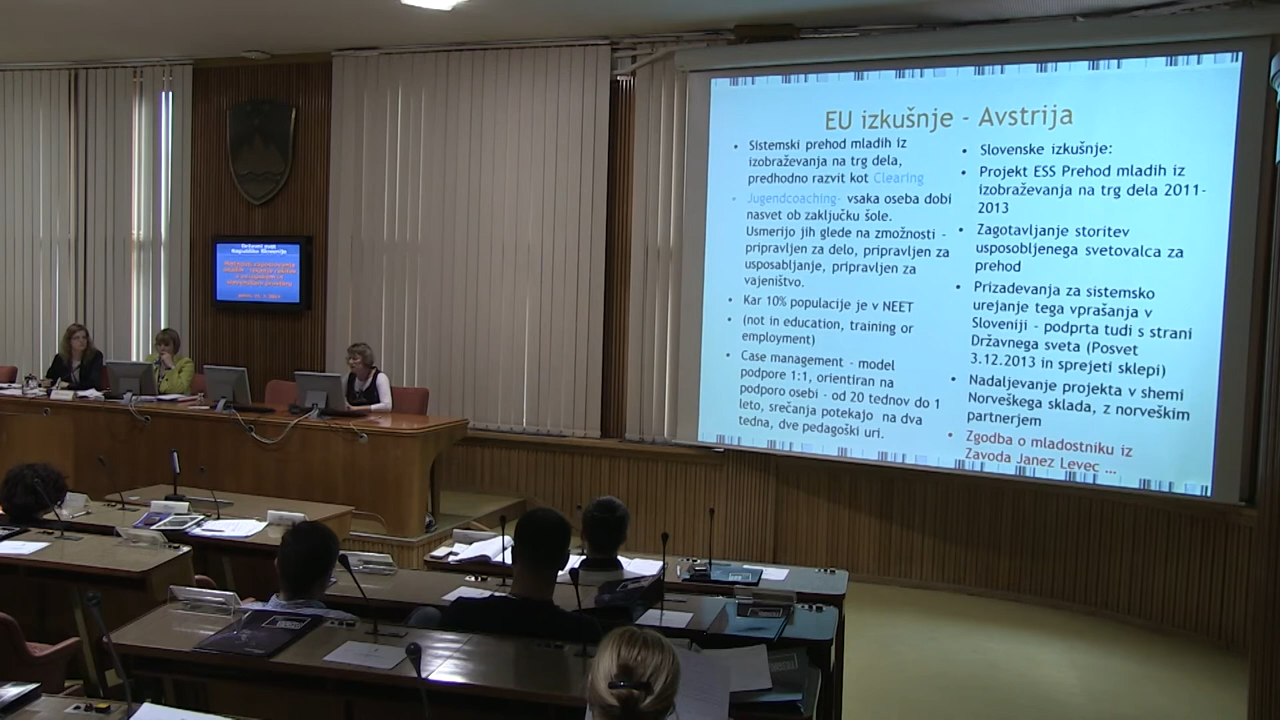 EU izkušnje - Avstrija
• Sistemski prehod mladih iz
izobraževanja na trg dela,
predhodno razvit kot Clearing
• Jugendcoaching- vsaka oseba dobi
nasvet ob zaključku šole.
Usmerijo jih glede na zmožnosti -
pripravljen za delo, pripravljen za
usposabljanje, pripravljen za
vajeništvo.
• Kar 10% populacije je v NEET
• (not in education, training or
employment)
• Case management - model
podpore 1:1, orientiran na
podporo osebi - od 20 tednov do 1
leto, srečanja potekajo na dva
tedna, dve pedagoški uri.
• Slovenske izkušnje:
• Projekt ESS Prehod mladih iz
izobraževanja na trg dela 2011-
2013
• Zagotavljanje storitev
usposobljenega svetovalca za
prehod
• Prizadevanja za sistemsko
urejanje tega vprašanja v
Sloveniji - podprta tudi s strani
Državnega sveta (Posvet
3.12.2013 in sprejeti sklepi)
• Nadaljevanje projekta v shemi
Norveškega sklada, z norveškim
partnerjem
• Zgodba o mladostniku iz
Zavoda Janez Levec ...
Državni svet
Republike Slovenije